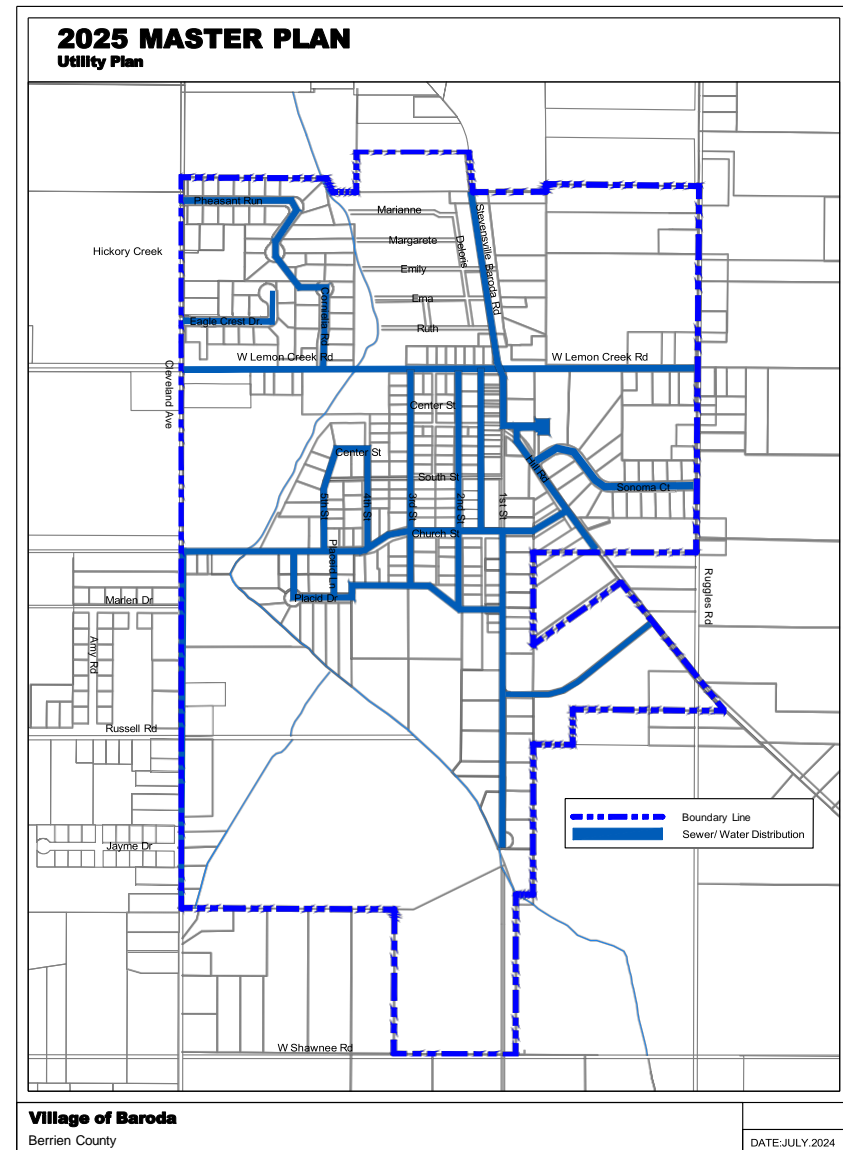 2025 MASTER PLAN
Utility Plan
Pheasant Run
Marianne
Stevensville Baroda Rd
Deloris
Margarete
Hickory Creek
Emily
Erna
Cornelia Rd
Eagle Crest Dr.
Ruth
W Lemon Creek Rd
W Lemon Creek Rd
Cleveland Ave
Center St
Center St
Hill Rd
South St
Sonoma Ct
5th St
4th St
3rd St
2nd St
1st St
Church St
Placeid Ln
Ruggles Rd
Marlen Dr
Placid Dr
Amy Rd
Russell Rd
Boundary Line
Sewer/ Water Distribution
Jayme Dr
W Shawnee Rd
Village of Baroda
Berrien County
DATE:JULY.2024